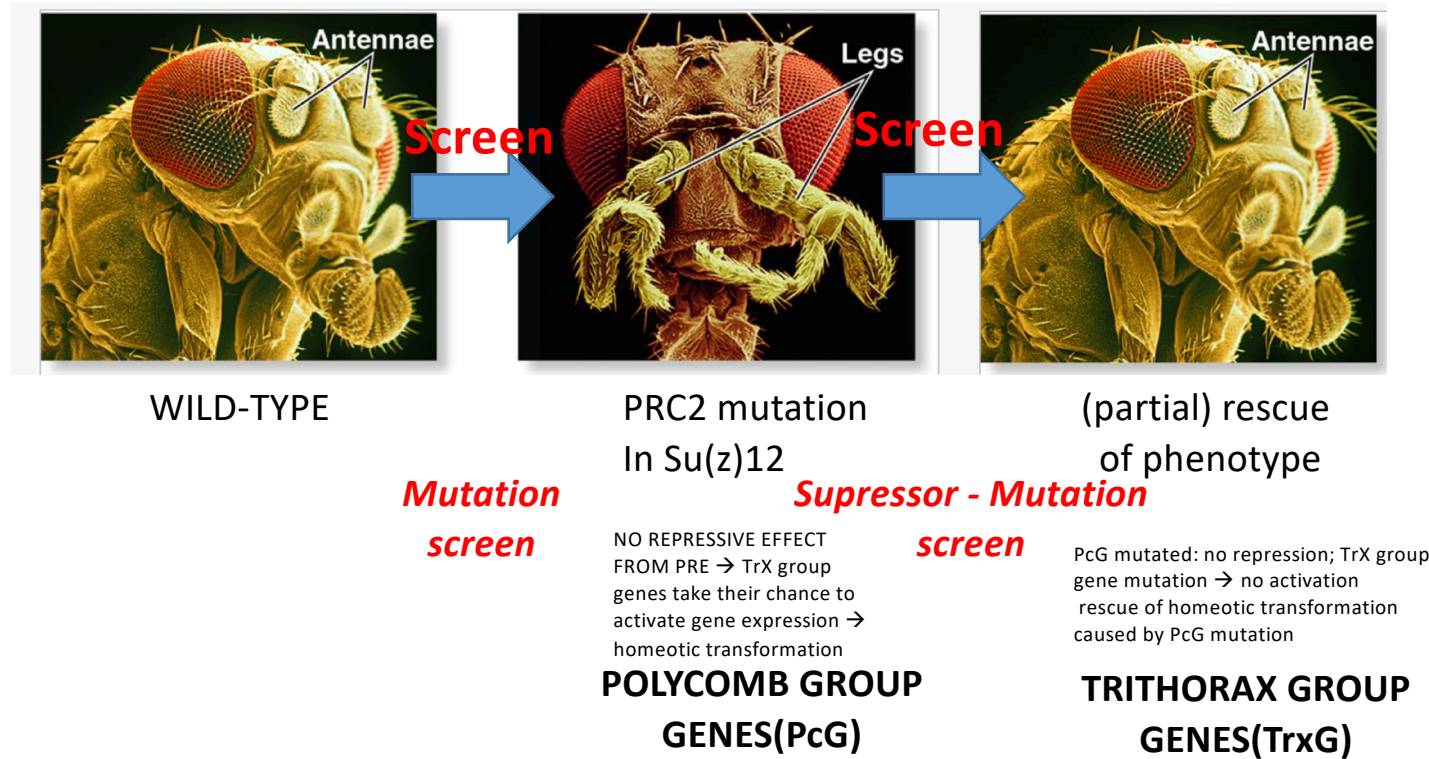 Antennae
Legs
Antennae
Screen
Screen
WILD-TYPE
PRC2 mutation
In Su(z)12
(partial) rescue
of phenotype
Mutation
screen
Supressor - Mutation
screen
NO REPRESSIVE EFFECT
FROM PRE → TrX group
genes take their chance to
activate gene expression →
homeotic transformation
PcG mutated: no repression; TrX group
gene mutation → no activation
rescue of homeotic transformation
caused by PcG mutation
POLYCOMB GROUP
GENES(PcG)
TRITHORAX GROUP
GENES(TrxG)